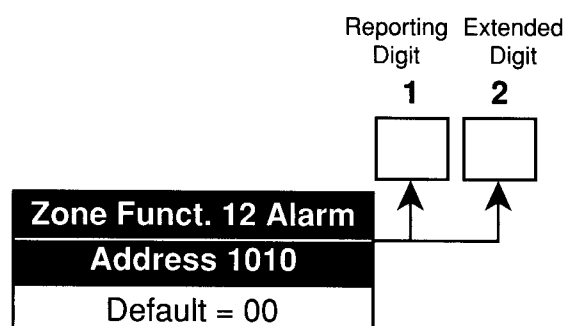 Reporting Extended
Digit Digit
1 2
Zone Funct. 12 Alarm
Address 1010
Default = 00